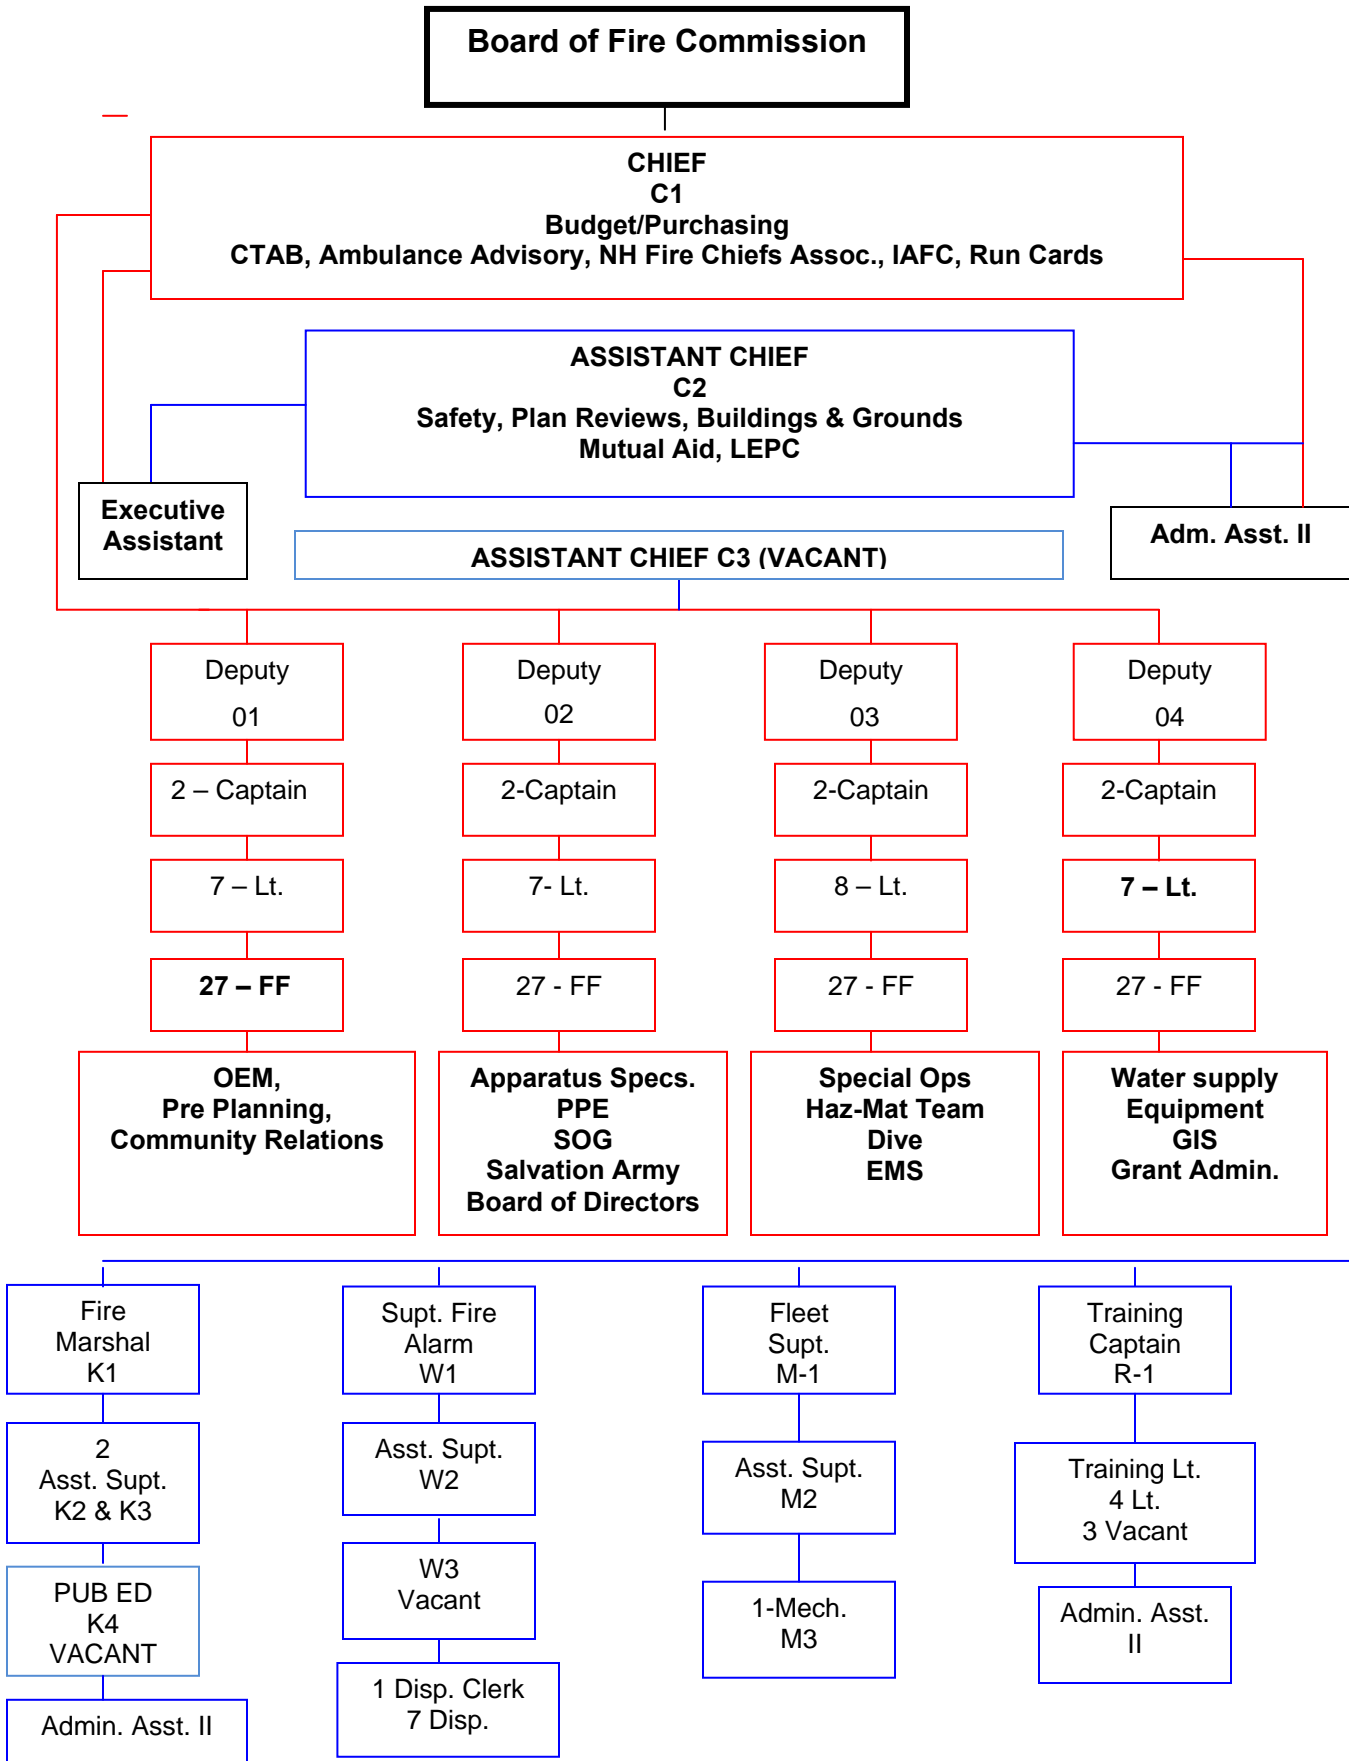 Board of Fire Commission
CHIEF
C1
Budget/Purchasing
CTAB, Ambulance Advisory, NH Fire Chiefs Assoc., IAFC, Run Cards
ASSISTANT CHIEF
C2
Safety, Plan Reviews, Buildings & Grounds
Mutual Aid, LEPC
Executive
Assistant
Adm. Asst. II
ASSISTANT CHIEF C3 (VACANT)
Deputy
01
Deputy
02
Deputy
03
Deputy
04
2 – Captain
2-Captain
2-Captain
2-Captain
7 – Lt.
7- Lt.
8 – Lt.
7 – Lt.
27 – FF
27 - FF
27 - FF
27 - FF
OEM,
Pre Planning,
Community Relations
Apparatus Specs.
PPE
SOG
Salvation Army
Board of Directors
Special Ops
Haz-Mat Team
Dive
EMS
Water supply
Equipment
GIS
Grant Admin.
Fire
Marshal
K1
Supt. Fire
Alarm
W1
Fleet
Supt.
M-1
Training
Captain
R-1
2
Asst. Supt.
K2 & K3
Asst. Supt.
W2
Asst. Supt.
M2
Training Lt.
4 Lt.
3 Vacant
PUB ED
K4
VACANT
W3
Vacant
1-Mech.
M3
Admin. Asst.
II
Admin. Asst. II
1 Disp. Clerk
7 Disp.